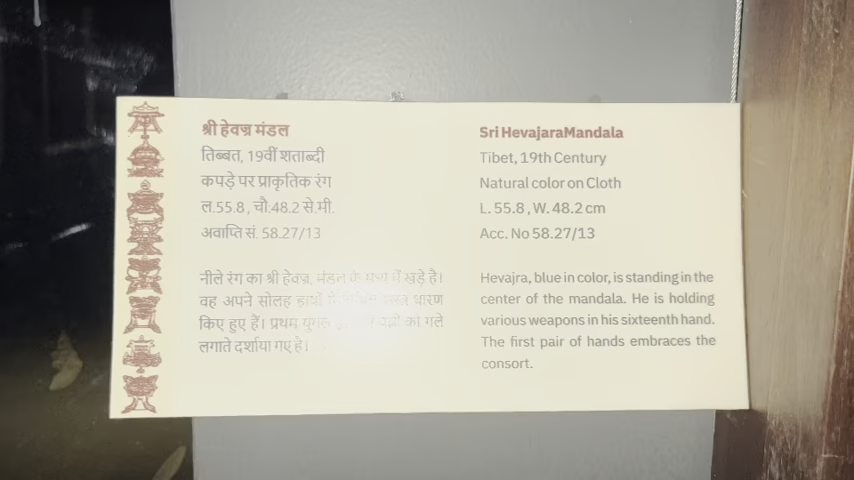 श्री हेवज्र मंडल
तिब्बत, 19वीं शताब्दी
कपड़े पर प्राकृतिक रंग
ल.55.8, चौ.48.2 से.मी.
अवाप्ति सं. 58.27/13
नीले रंग का श्री हेवज्र, मंडल के मध्य में खड़े है।
वह अपने सोलह हाथों में धारण
किए हुए हैं। प्रथम युगल का गले
लगाते दर्शाया गए है।
Sri HevajaraMandala
Tibet, 19th Century
Natural color on Cloth
L. 55.8, W. 48.2 cm
Acc. No 58.27/13
Hevajra, blue in color, is standing in the
center of the mandala. He is holding
various weapons in his sixteenth hand.
The first pair of hands embraces the
consort.